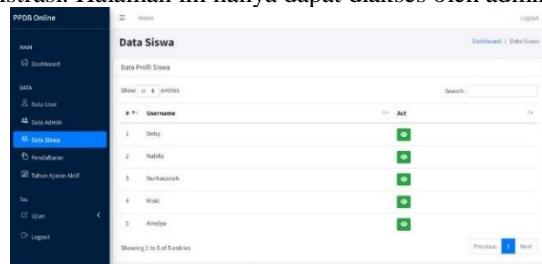 istrasi. Halaman ini hanya dapat diakses oleh admin
PPDB Online
Home
Logout
MAIN
Dashboard
DATA
Data User
Data Admin
Data Siswa
Pendaftaran
Tahun Ajaran Aktif
Ujian
Logout
Data Siswa
Dashboard / Data Siswa
Data Profil Siswa
Show 10 entries
Search:
# Username Act
1 Deby
2 Nabila
3 Nurhasanah
4 Riski
5 Amelya
Showing 1 to 5 of 5 entries
Previous 1 Next